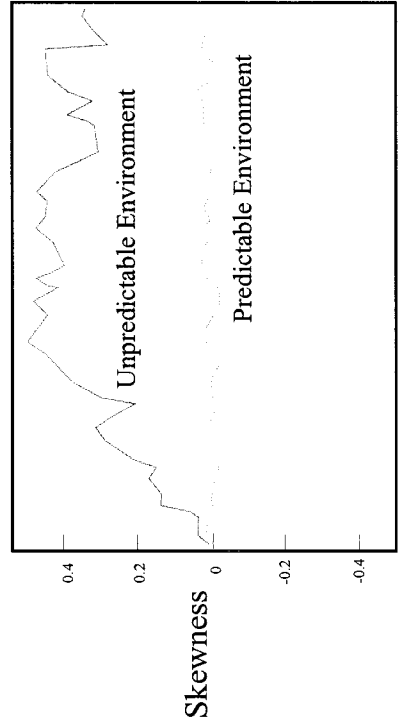 Skewness
0.4
0.2
0
-0.2
-0.4
Unpredictable Environment
Predictable Environment